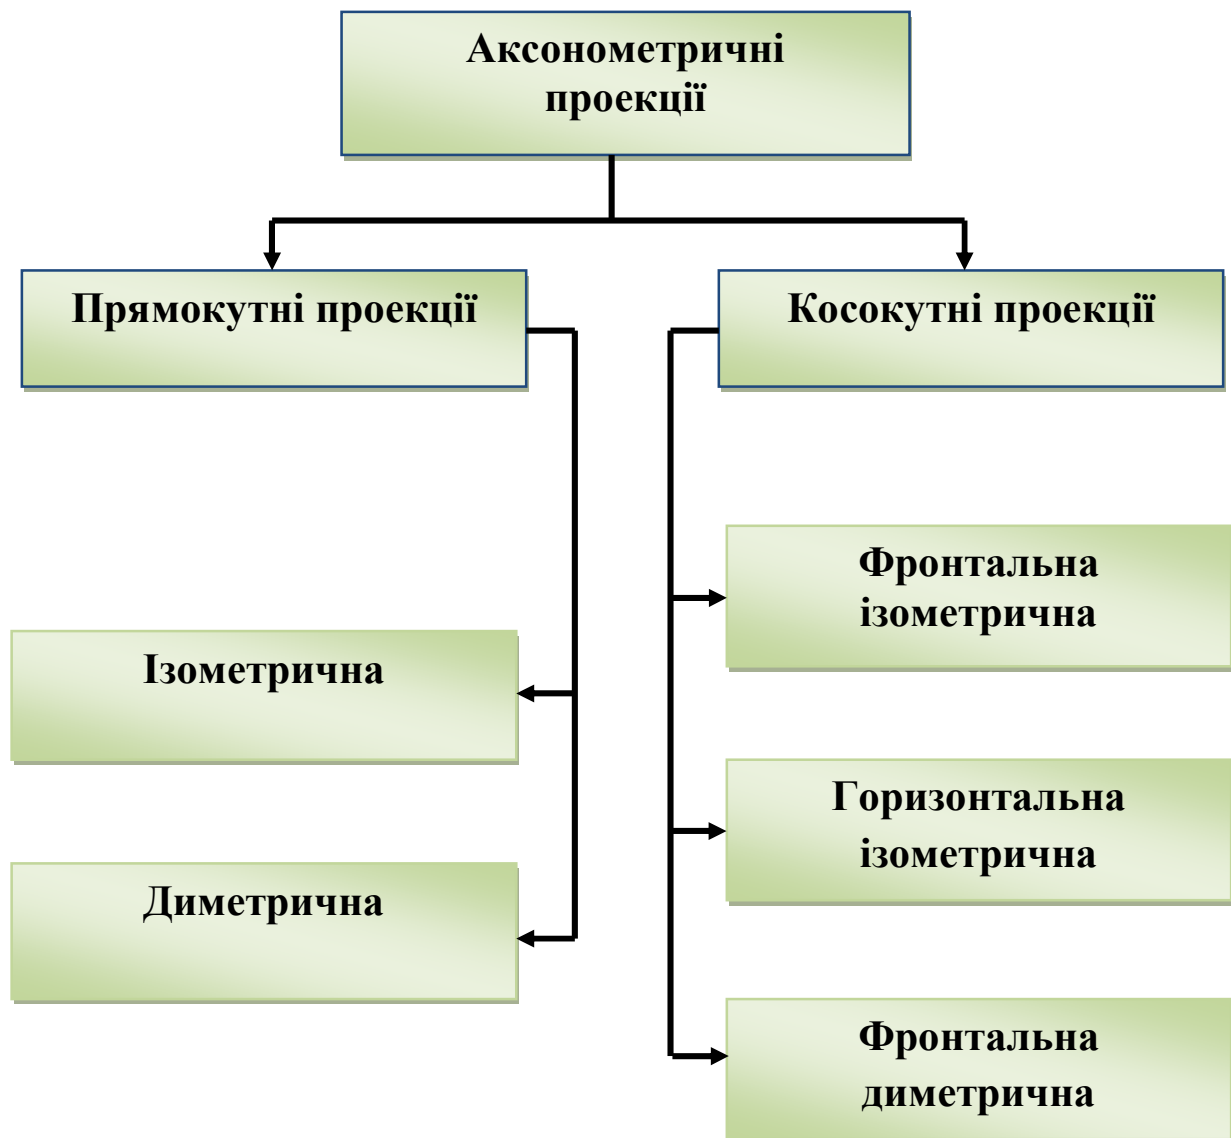 Аксонометричні
проекції
Прямокутні проекції
Косокутні проекції
Ізометрична
Диметрична
Фронтальна
ізометрична
Горизонтальна
ізометрична
Фронтальна
диметрична